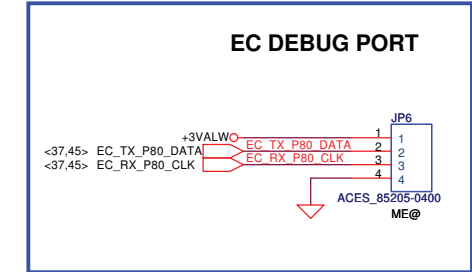 EC DEBUG PORT
JP6
+3VALW 1 1
<37,45> EC_TX_P80_DATA EC_TX_P80_DATA 2 2
<37,45> EC_RX_P80_CLK EC_RX_P80_CLK 3 3
4 4
ACES_85205-0400
ME@